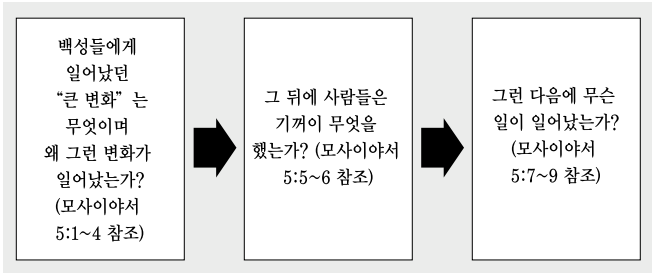 백성들에게
일어났던
“큰 변화” 는
무엇이며
왜 그런 변화가
일어났는가?
(모사이야서
5:1~4 참조)
그 뒤에 사람들은
기꺼이 무엇을
했는가? (모사이야서
5:5~6 참조)
그런 다음에 무슨
일이 일어났는가?
(모사이야서
5:7~9 참조)